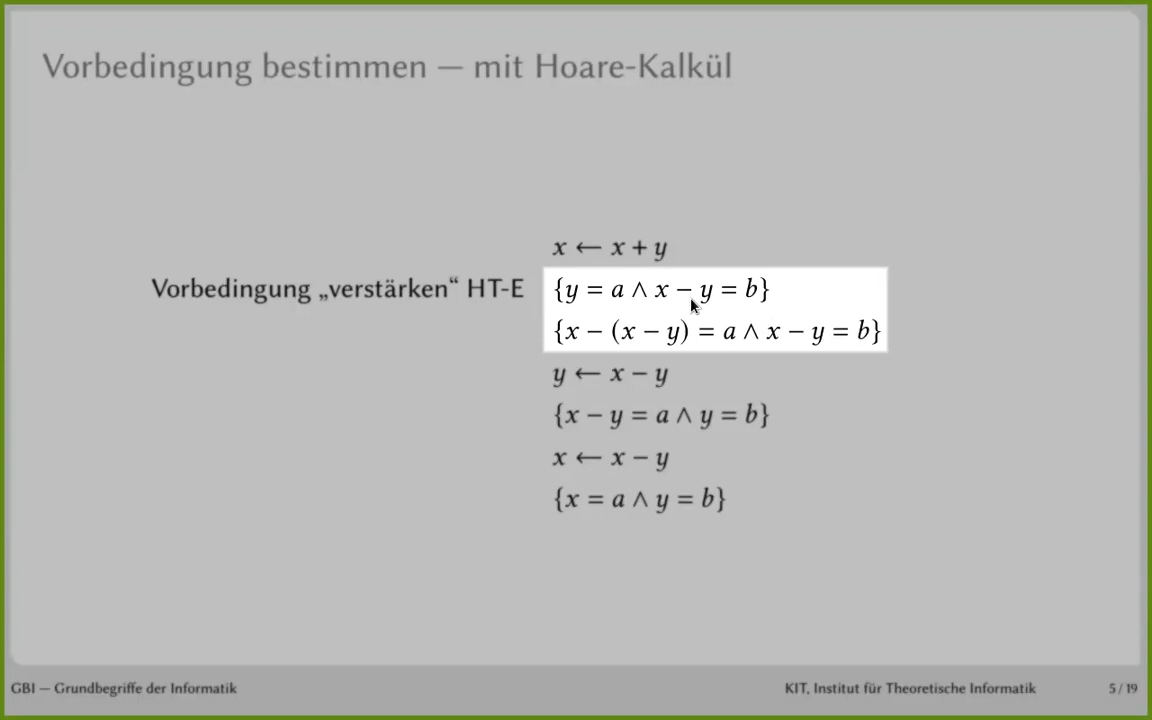 Vorbedingung bestimmen — mit Hoare-Kalkül
x ← x + y
Vorbedingung „verstärken“ HT-E {y = a ∧ x − y = b}
{x − (x − y) = a ∧ x − y = b}
y ← x − y
{x − y = a ∧ y = b}
x ← x − y
{x = a ∧ y = b}
GBI — Grundbegriffe der Informatik KIT, Institut für Theoretische Informatik 5 / 19